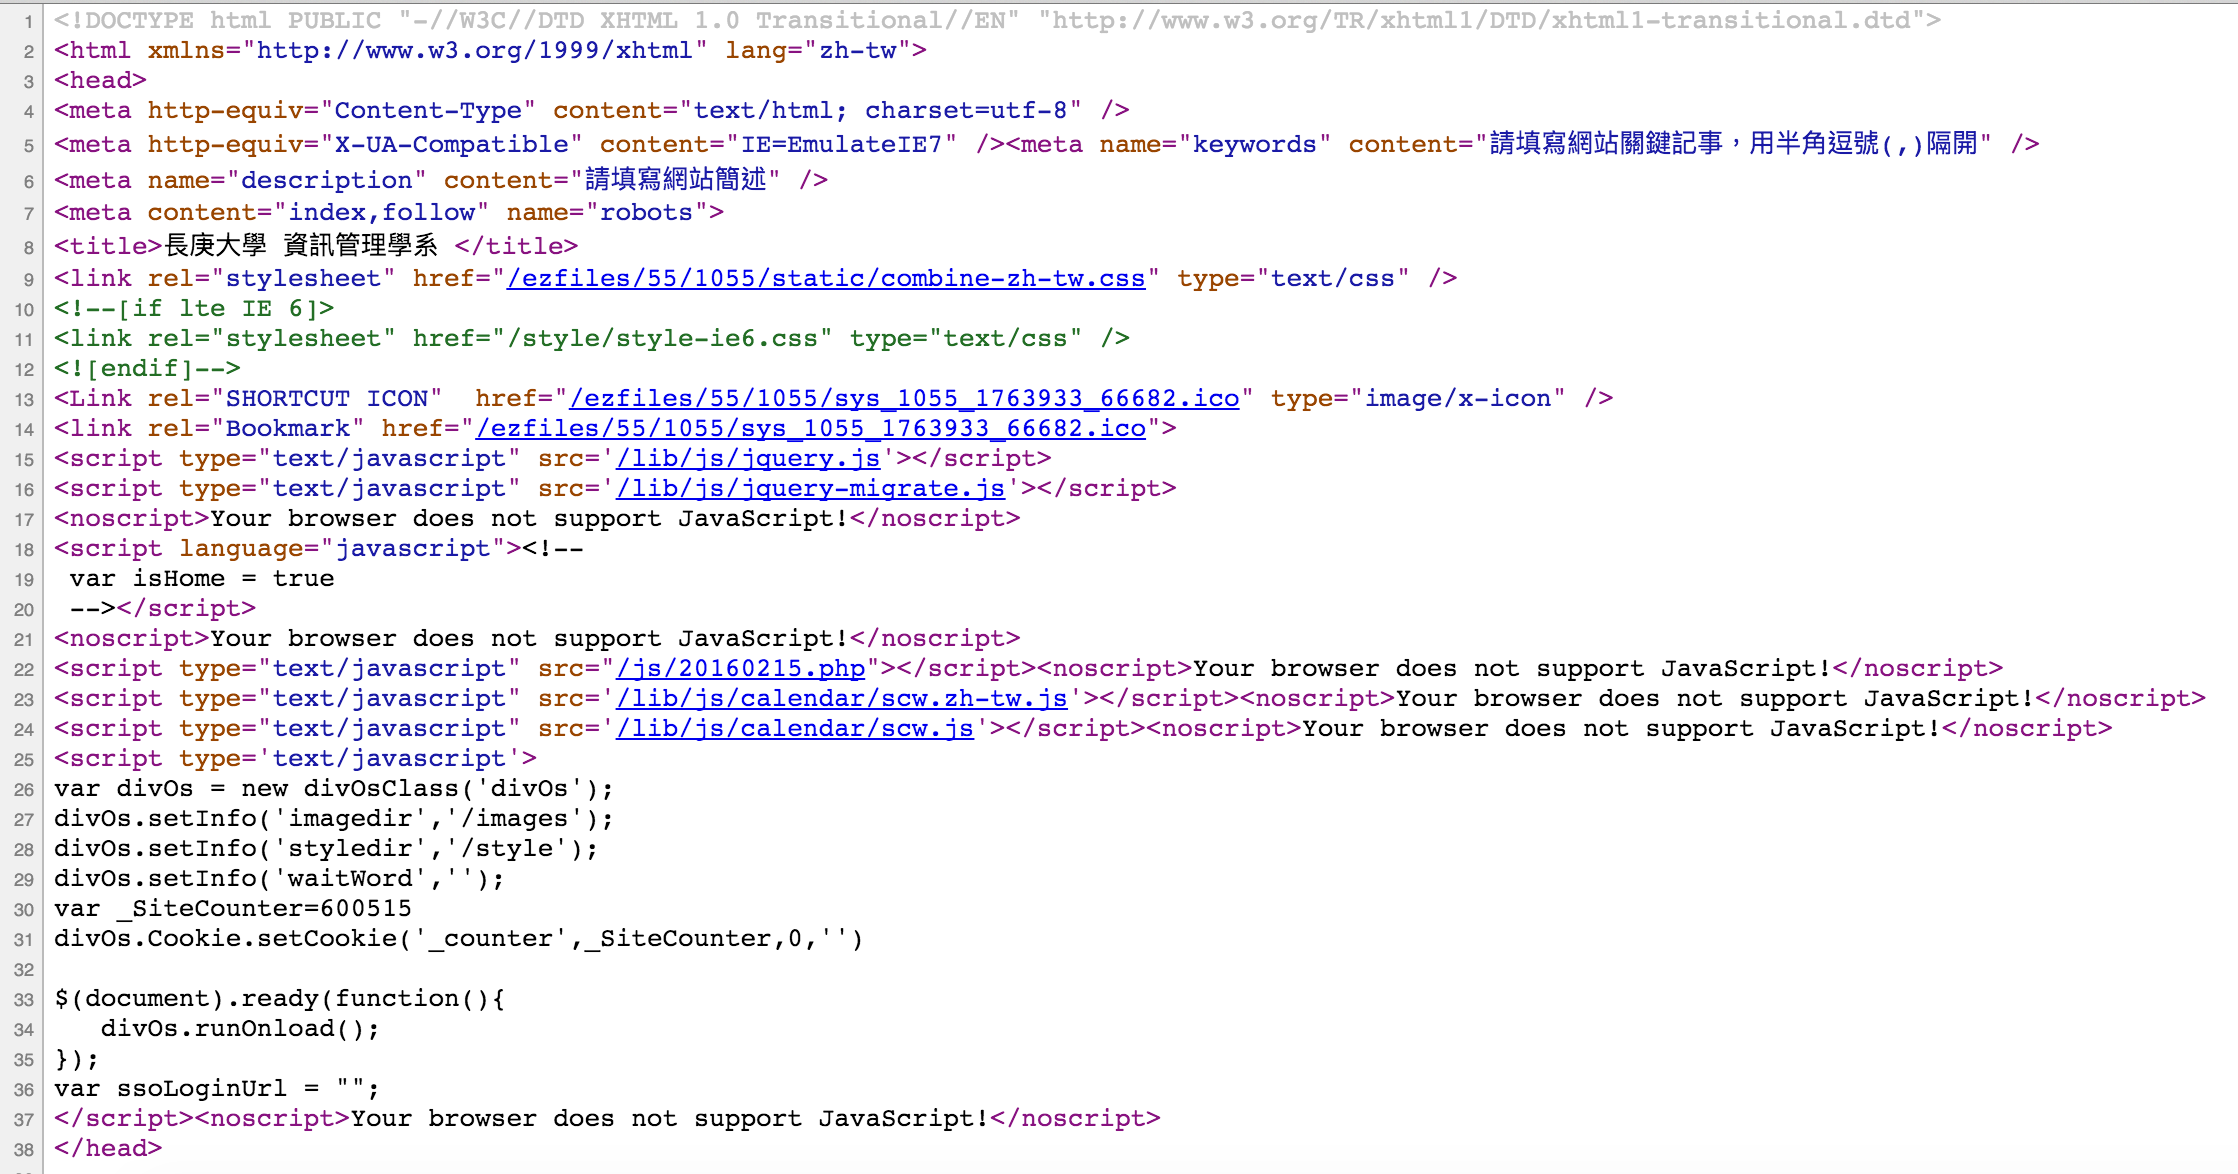 1 <!DOCTYPE html PUBLIC "-//W3C//DTD XHTML 1.0 Transitional//EN" "http://www.w3.org/TR/xhtml1/DTD/xhtml1-transitional.dtd">
2 <html xmlns="http://www.w3.org/1999/xhtml" lang="zh-tw">
3 <head>
4 <meta http-equiv="Content-Type" content="text/html; charset=utf-8" />
5 <meta http-equiv="X-UA-Compatible" content="IE=EmulateIE7" /><meta name="keywords" content="請填寫網站關鍵記事，用半角逗號(,)隔開" />
6 <meta name="description" content="請填寫網站簡述" />
7 <meta content="index,follow" name="robots">
8 <title>長庚大學 資訊管理學系 </title>
9 <link rel="stylesheet" href="/ezfiles/55/1055/static/combine-zh-tw.css" type="text/css" />
10 <!--[if lte IE 6]>
11 <link rel="stylesheet" href="/style/style-ie6.css" type="text/css" />
12 <![endif]-->
13 <Link rel="SHORTCUT ICON"  href="/ezfiles/55/1055/sys_1055_1763933_66682.ico" type="image/x-icon" />
14 <link rel="Bookmark" href="/ezfiles/55/1055/sys_1055_1763933_66682.ico">
15 <script type="text/javascript" src='/lib/js/jquery.js'></script>
16 <script type="text/javascript" src='/lib/js/jquery-migrate.js'></script>
17 <noscript>Your browser does not support JavaScript!</noscript>
18 <script language="javascript"><!--
19  var isHome = true
20  --></script>
21 <noscript>Your browser does not support JavaScript!</noscript>
22 <script type="text/javascript" src="/js/20160215.php"></script><noscript>Your browser does not support JavaScript!</noscript>
23 <script type="text/javascript" src='/lib/js/calendar/scw.zh-tw.js'></script><noscript>Your browser does not support JavaScript!</noscript>
24 <script type="text/javascript" src='/lib/js/calendar/scw.js'></script><noscript>Your browser does not support JavaScript!</noscript>
25 <script type='text/javascript'>
26 var divOs = new divOsClass('divOs');
27 divOs.setInfo('imagedir','/images');
28 divOs.setInfo('styledir','/style');
29 divOs.setInfo('waitWord','');
30 var _SiteCounter=600515
31 divOs.Cookie.setCookie('_counter',_SiteCounter,0,'')
32
33 $(document).ready(function(){
34    divOs.runOnload();
35 });
36 var ssoLoginUrl = "";
37 </script><noscript>Your browser does not support JavaScript!</noscript>
38 </head>